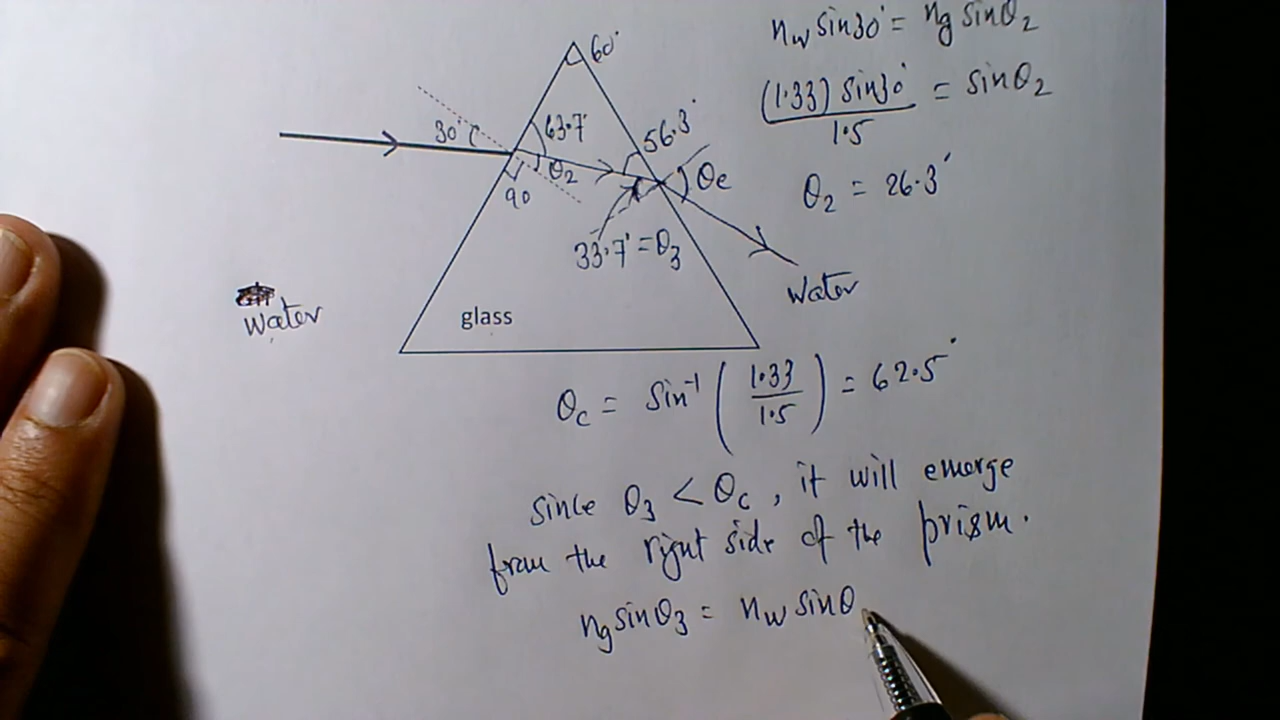 n_w sin30° = n_g sinθ₂
(1.33) sin30° / 1.5 = sinθ₂
θ₂ = 26.3°
60°
30°
63.7°
56.3°
θ₂
θe
90
33.7° = θ₃
Water
Water
glass
θc = Sin⁻¹ (1.33 / 1.5) = 62.5°
Since θ₃ < θc, it will emerge
from the right side of the prism.
n_g sinθ₃ = n_w sinθ